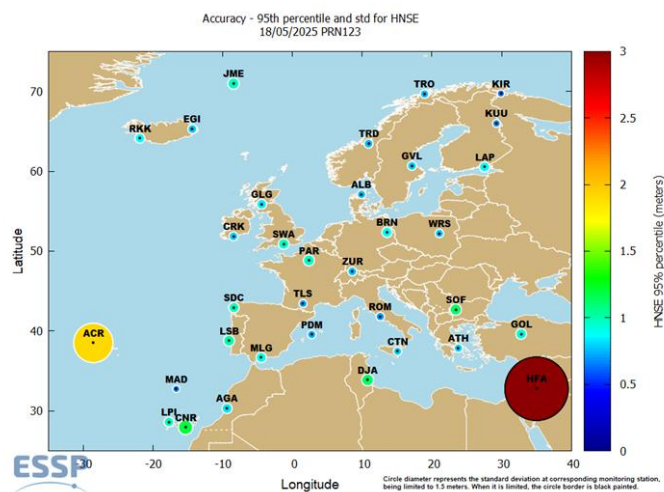 Accuracy - 95th percentile and std for HNSE
18/05/2025 PRN123
JME
TRO
KIR
KUU
EGI
RKK
TRD
GVL
LAP
ALB
GLG
CRK
BRN
WRS
SWA
PAR
ZUR
TLS
SDC
ROM
SOF
GOL
ACR
LSB
PDM
MLG
CTN
ATH
MAD
DJA
HFA
AGA
LPI
CNR
70
60
50
40
30
Latitude
-30
-20
-10
0
10
20
30
40
Longitude
3
2.5
2
1.5
1
0.5
0
HNSE 95% percentile (meters)
ESSP
Circle diameter represents the standard deviation at corresponding monitoring station,
being limited to 1.5 meters. When it is limited, the circle border is black painted.